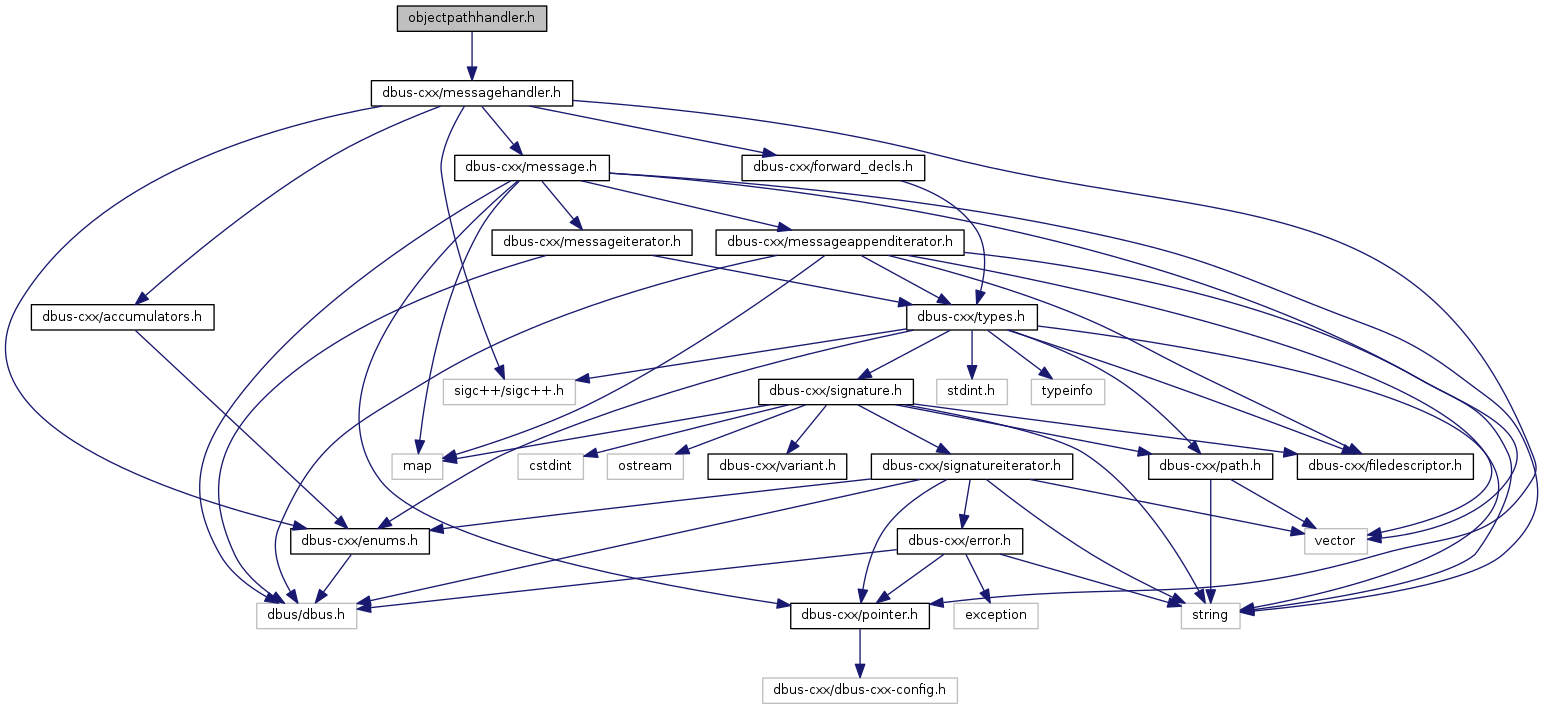 objectpathhandler.h
dbus-cxx/messagehandler.h
dbus-cxx/message.h
dbus-cxx/forward_decls.h
dbus-cxx/messageiterator.h
dbus-cxx/messageappenditerator.h
dbus-cxx/accumulators.h
dbus-cxx/types.h
sigc++/sigc++.h
dbus-cxx/signature.h
stdint.h
typeinfo
map
cstdint
ostream
dbus-cxx/variant.h
dbus-cxx/signatureiterator.h
dbus-cxx/path.h
dbus-cxx/filedescriptor.h
dbus-cxx/enums.h
dbus-cxx/error.h
vector
dbus/dbus.h
dbus-cxx/pointer.h
exception
string
dbus-cxx/dbus-cxx-config.h